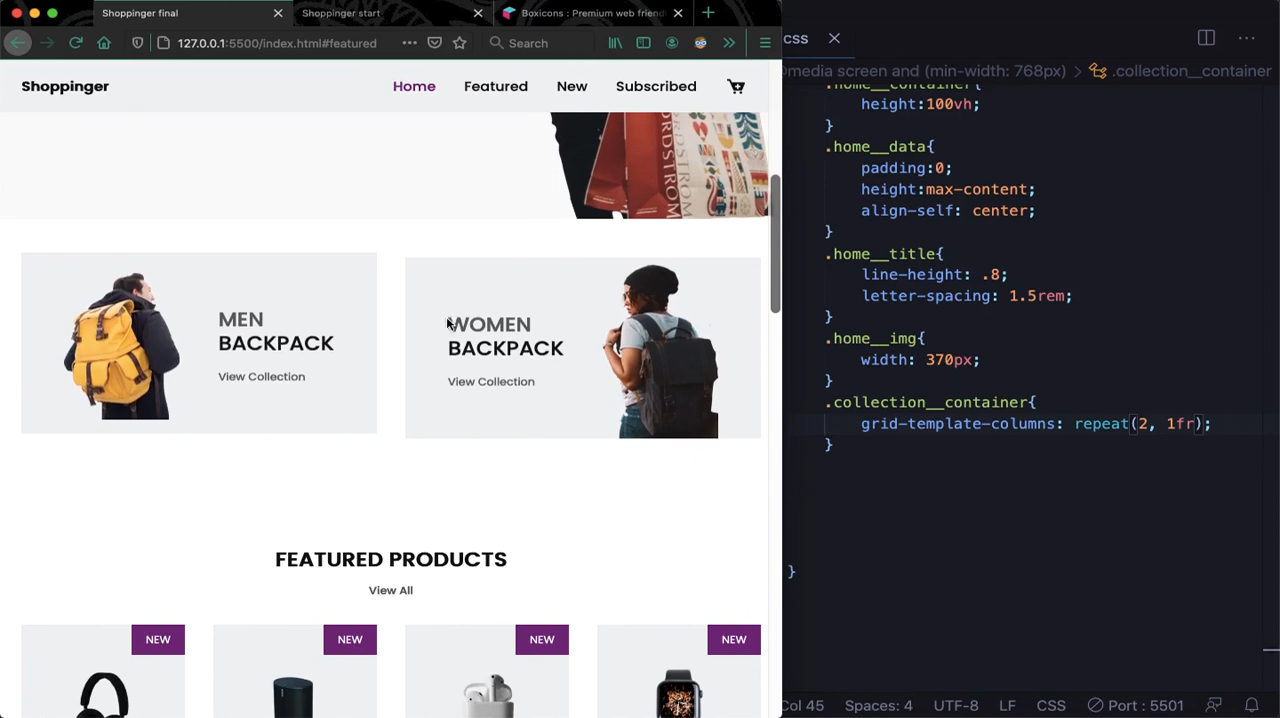 Shoppinger final
Shoppinger start
Boxicons : Premium web friend
127.0.0.1:5500/index.html#featured
Search
Shoppinger
Home
Featured
New
Subscribed
NORDSTROM
MEN
BACKPACK
View Collection
WOMEN
BACKPACK
View Collection
FEATURED PRODUCTS
View All
NEW
NEW
NEW
NEW
css
@media screen and (min-width: 768px) > .collection__container
.home__container{
height:100vh;
}
.home__data{
padding:0;
height:max-content;
align-self: center;
}
.home__title{
line-height: .8;
letter-spacing: 1.5rem;
}
.home__img{
width: 370px;
}
.collection__container{
grid-template-columns: repeat(2, 1fr);
}
}
Col 45
Spaces: 4
UTF-8
LF
CSS
Port : 5501